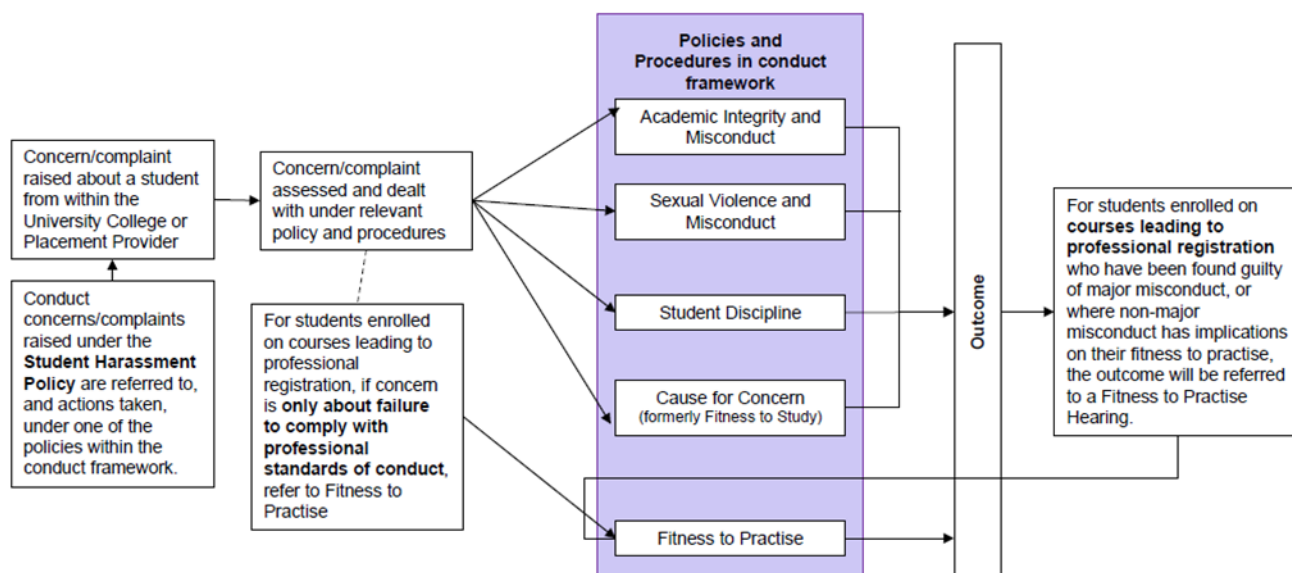 Concern/complaint
raised about a student
from within the
University College or
Placement Provider
Conduct
concerns/complaints
raised under the
Student Harassment
Policy are referred to,
and actions taken,
under one of the
policies within the
conduct framework.
Concern/complaint
assessed and dealt
with under relevant
policy and procedures
For students enrolled
on courses leading to
professional
registration, if concern
is only about failure
to comply with
professional
standards of conduct,
refer to Fitness to
Practise
Policies and
Procedures in conduct
framework
Academic Integrity and
Misconduct
Sexual Violence and
Misconduct
Student Discipline
Cause for Concern
(formerly Fitness to Study)
Fitness to Practise
Outcome
For students enrolled on
courses leading to
professional registration
who have been found guilty
of major misconduct, or
where non-major
misconduct has implications
on their fitness to practise,
the outcome will be referred
to a Fitness to Practise
Hearing.